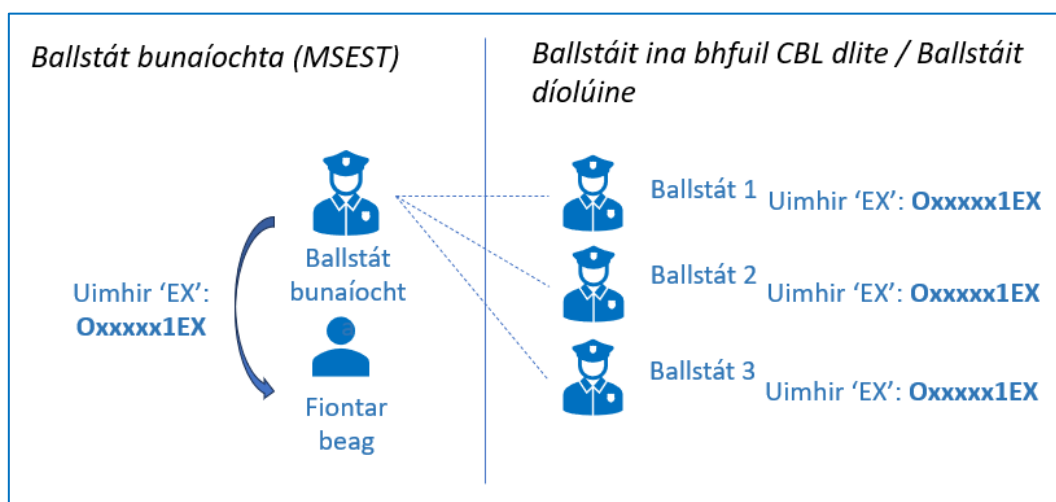 Ballstát bunaíochta (MSEST)
Uimhir ‘EX’:
Oxxxxx1EX
Ballstát
bunaíocht
a
Fiontar
beag
Ballstáit ina bhfuil CBL dlite / Ballstáit
díolúine
Ballstát 1 Uimhir ‘EX’: Oxxxxx1EX
Ballstát 2 Uimhir ‘EX’: Oxxxxx1EX
Ballstát 3 Uimhir ‘EX’: Oxxxxx1EX